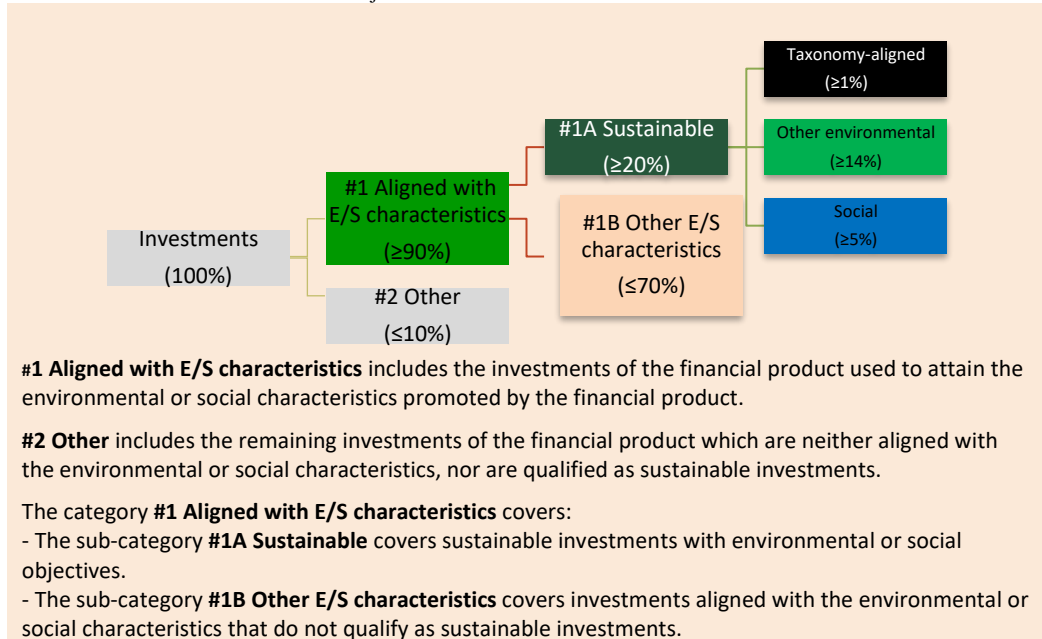 Taxonomy-aligned
(≥1%)
#1A Sustainable
(≥20%)
Other environmental
(≥14%)
#1 Aligned with
E/S characteristics
(≥90%)
#1B Other E/S
characteristics
(≤70%)
Social
(≥5%)
Investments
(100%)
#2 Other
(≤10%)
#1 Aligned with E/S characteristics includes the investments of the financial product used to attain the
environmental or social characteristics promoted by the financial product.
#2 Other includes the remaining investments of the financial product which are neither aligned with
the environmental or social characteristics, nor are qualified as sustainable investments.
The category #1 Aligned with E/S characteristics covers:
- The sub-category #1A Sustainable covers sustainable investments with environmental or social
objectives.
- The sub-category #1B Other E/S characteristics covers investments aligned with the environmental or
social characteristics that do not qualify as sustainable investments.